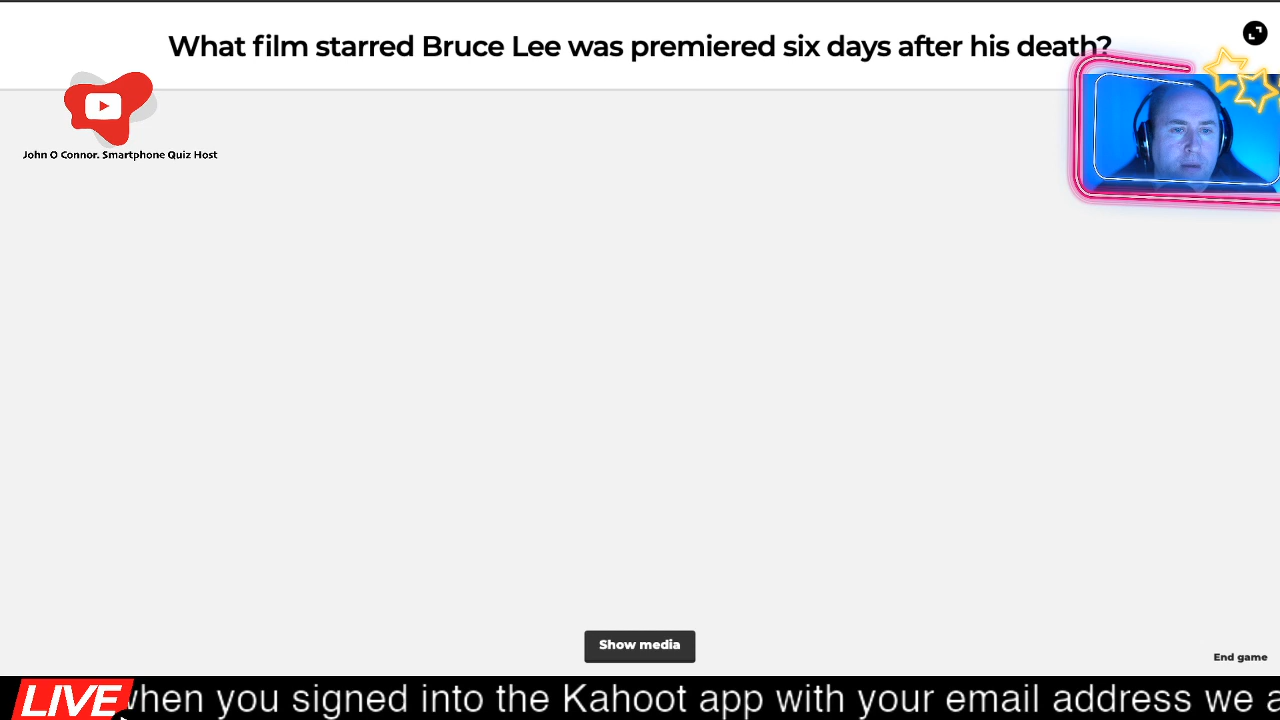 What film starred Bruce Lee was premiered six days after his death?
John O Connor. Smartphone Quiz Host
Show media
End game
LIVE
when you signed into the Kahoot app with your email address we a